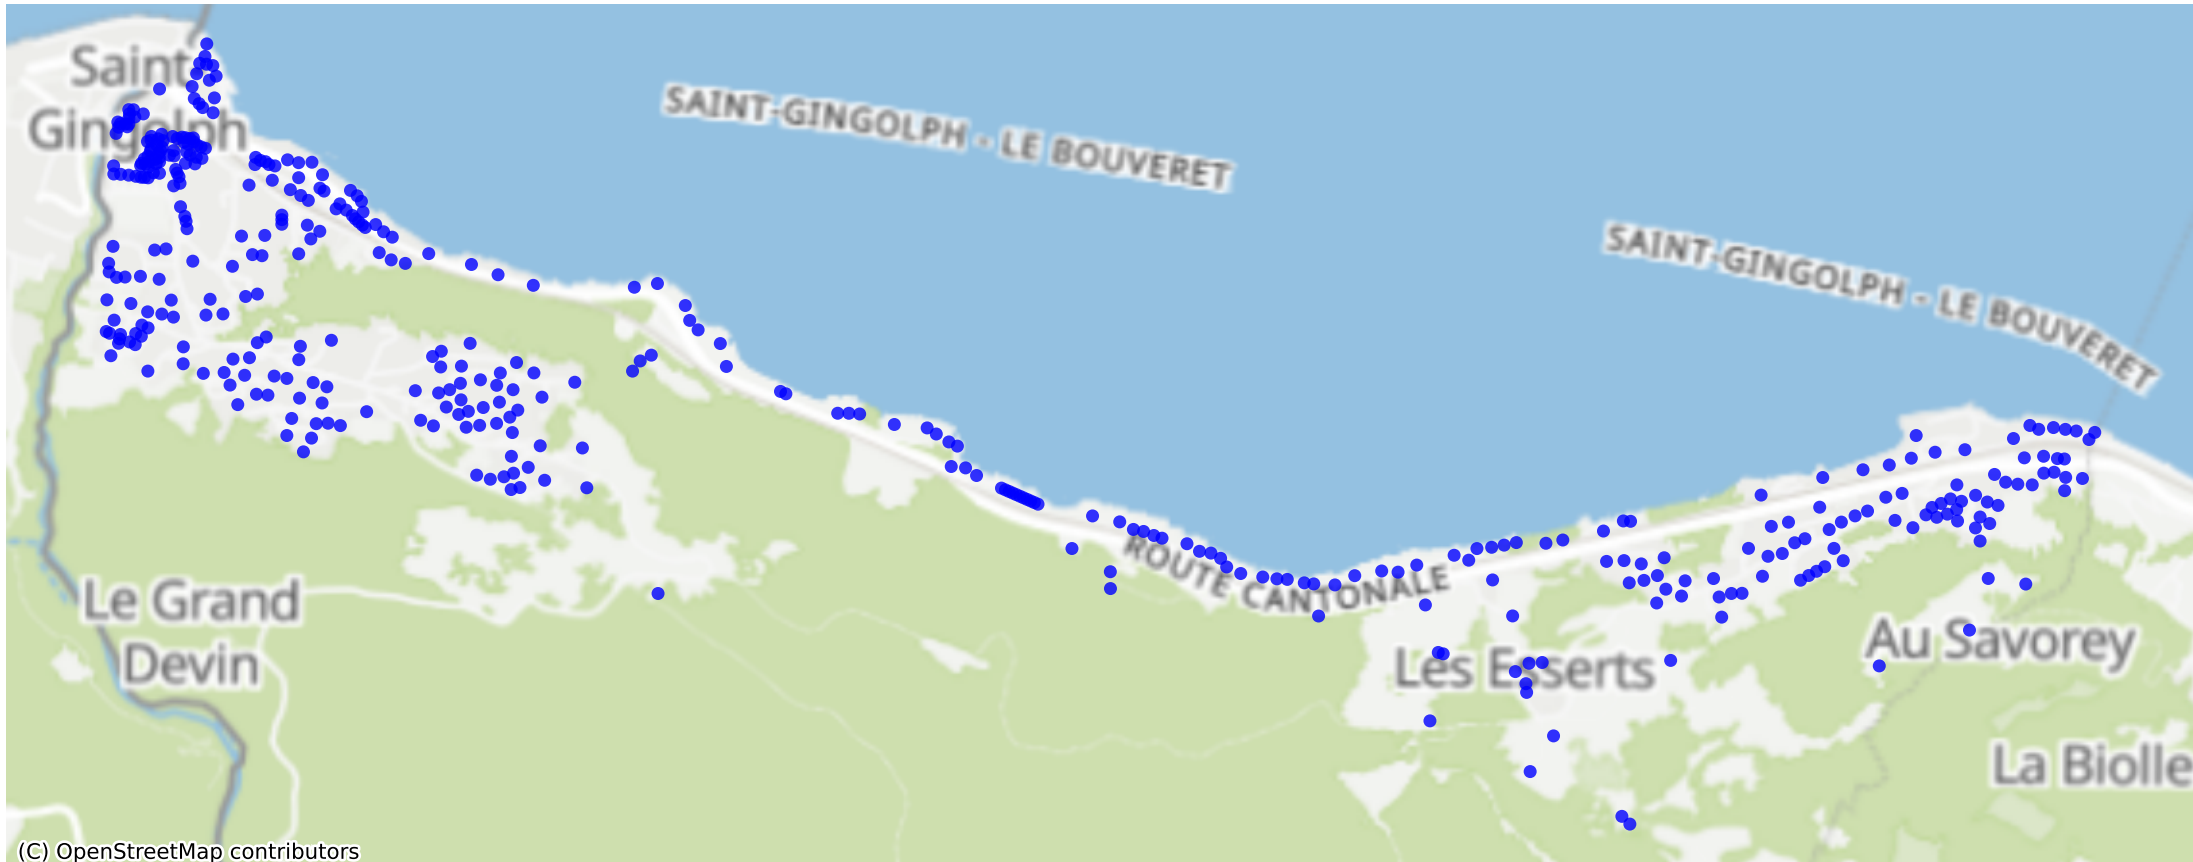 Saint
Gingolph
SAINT-GINGOLPH - LE BOUVERET
SAINT-GINGOLPH - LE BOUVERET
ROUTE CANTONALE
Le Grand
Devin
Les Esserts
Au Savorey
La Biolle
(C) OpenStreetMap contributors